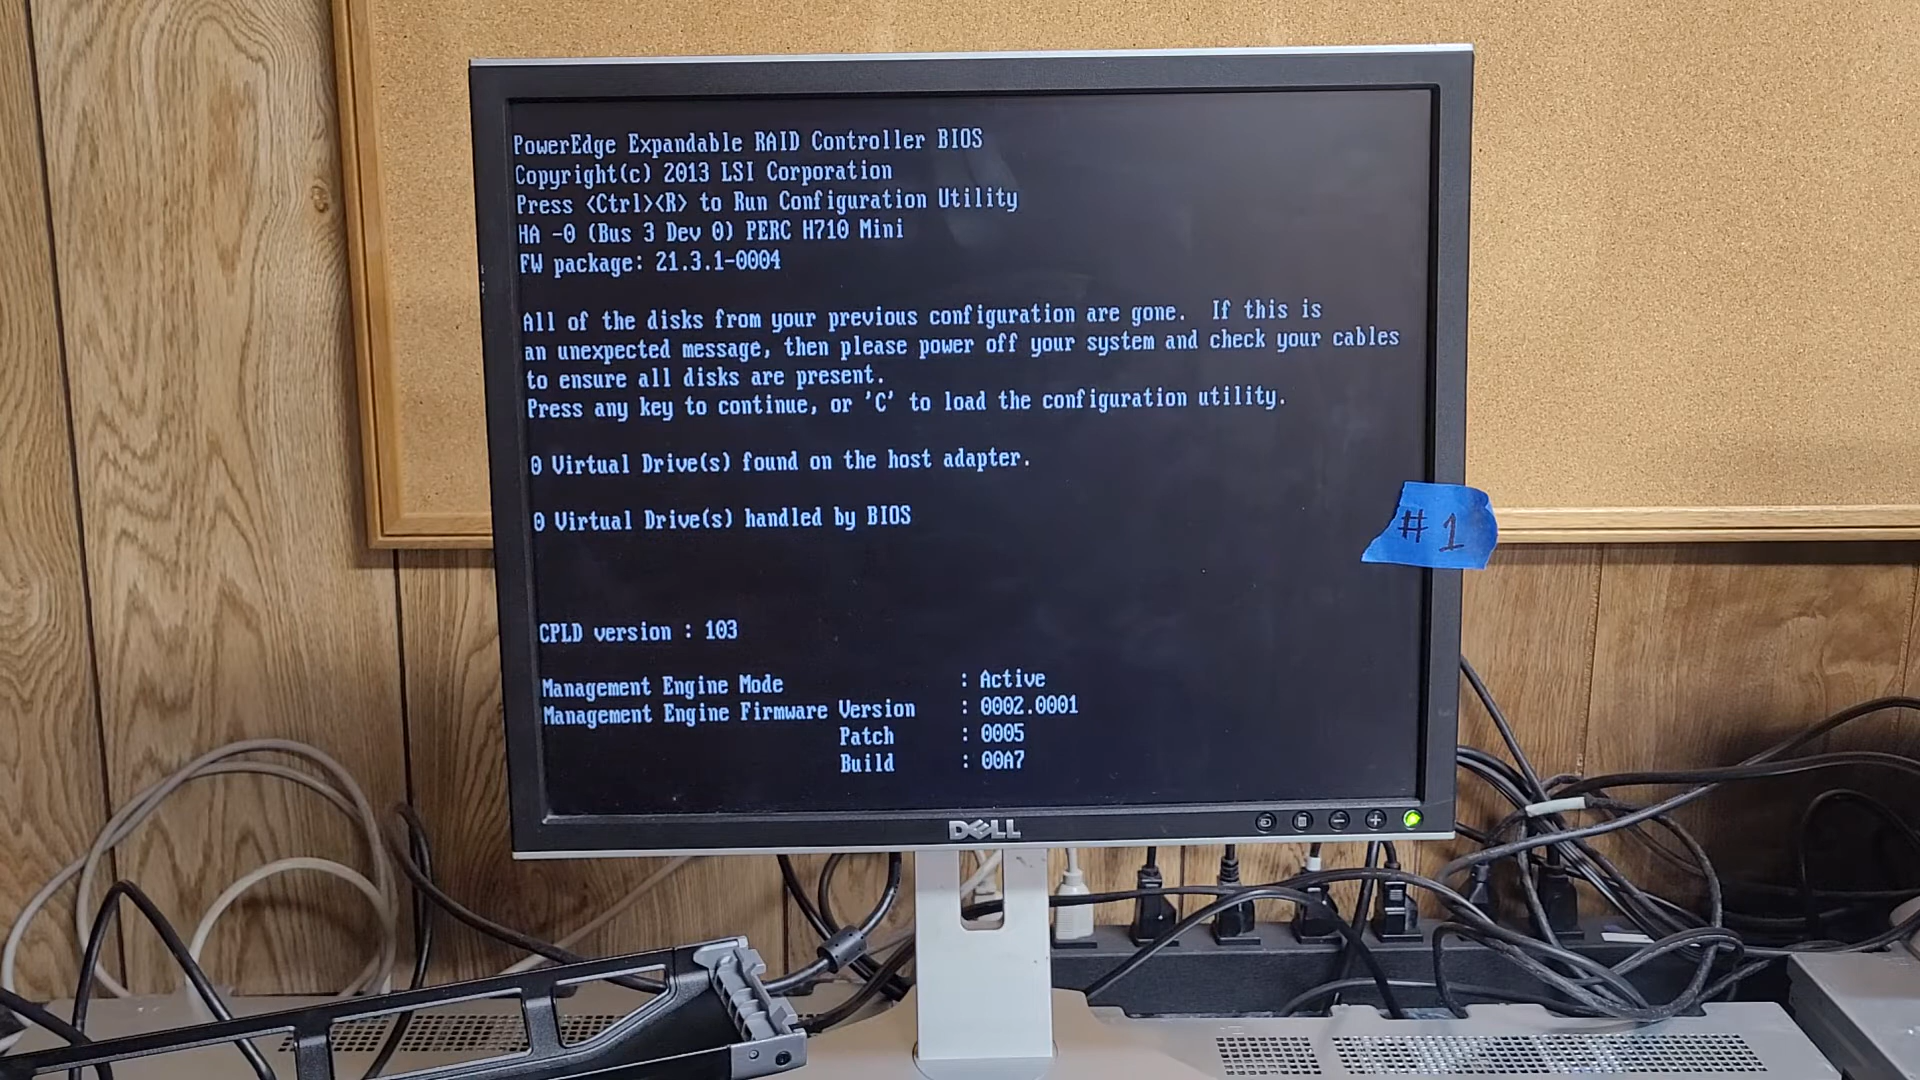 PowerEdge Expandable RAID Controller BIOS
Copyright(c) 2013 LSI Corporation
Press <Ctrl><R> to Run Configuration Utility
HA -0 (Bus 3 Dev 0) PERC H710 Mini
FW package: 21.3.1-0004
All of the disks from your previous configuration are gone.  If this is
an unexpected message, then please power off your system and check your cables
to ensure all disks are present.
Press any key to continue, or 'C' to load the configuration utility.
0 Virtual Drive(s) found on the host adapter.
0 Virtual Drive(s) handled by BIOS
# 1
CPLD version : 103
Management Engine Mode : Active
Management Engine Firmware Version : 0002.0001
Patch : 0005
Build : 00A7
DELL